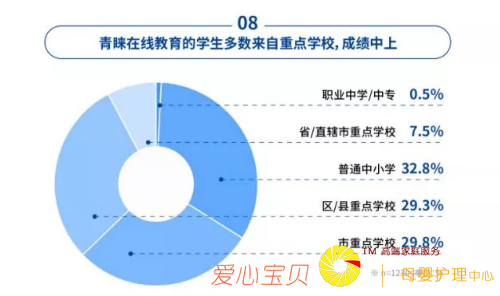 08
青睐在线教育的学生多数来自重点学校,成绩中上
职业中学/中专 0.5%
省/直辖市重点学校 7.5%
普通中小学 32.8%
区/县重点学校 29.3%
市重点学校 29.8%
TM 高端家庭服务
爱心宝贝
母婴护理中心